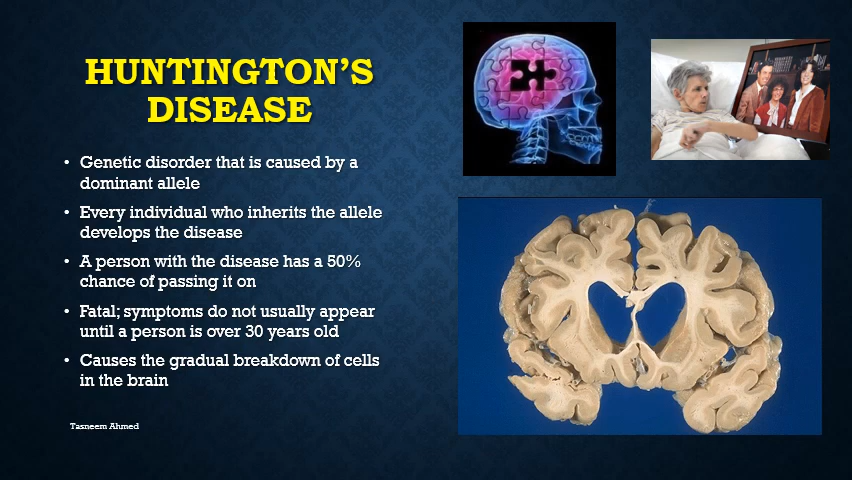 HUNTINGTON'S
DISEASE
• Genetic disorder that is caused by a
dominant allele
• Every individual who inherits the allele
develops the disease
• A person with the disease has a 50%
chance of passing it on
• Fatal; symptoms do not usually appear
until a person is over 30 years old
• Causes the gradual breakdown of cells
in the brain
Tasneem Ahmed